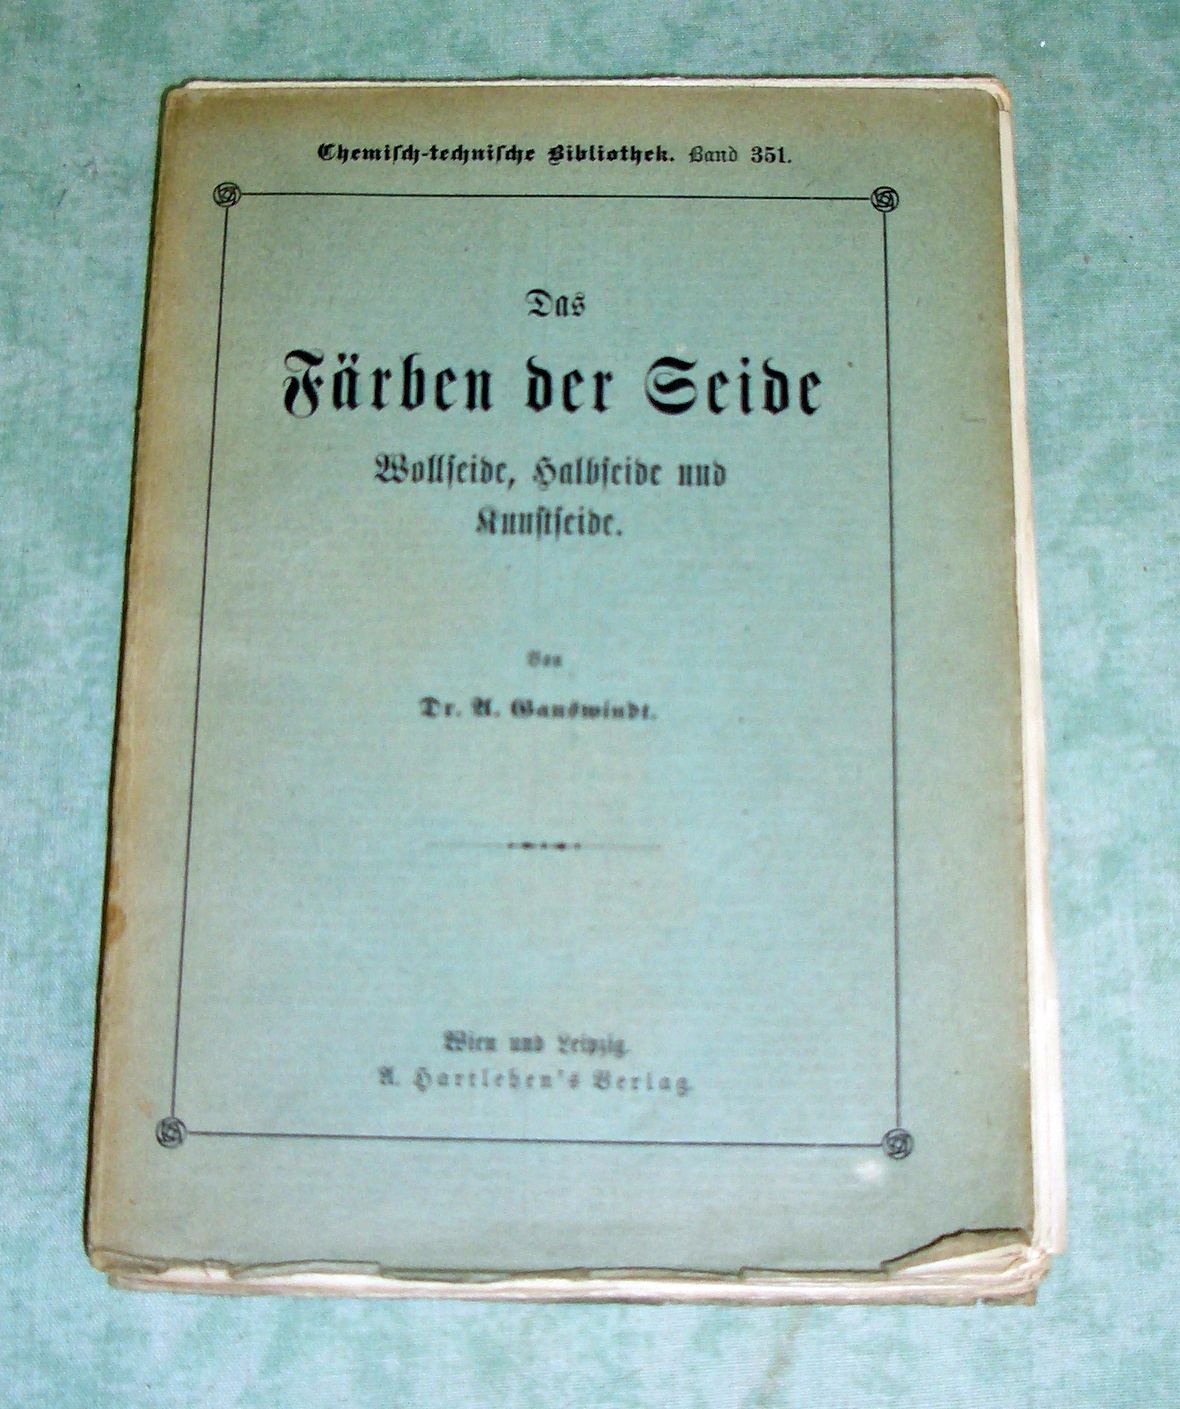 Chemisch-technische Bibliothek. Band 351.
Das
Färben der Seide
Wollseide, Halbseide und
Kunstseide.
Von
Dr. A. Ganswindt.
Wien und Leipzig.
A. Hartleben's Verlag.